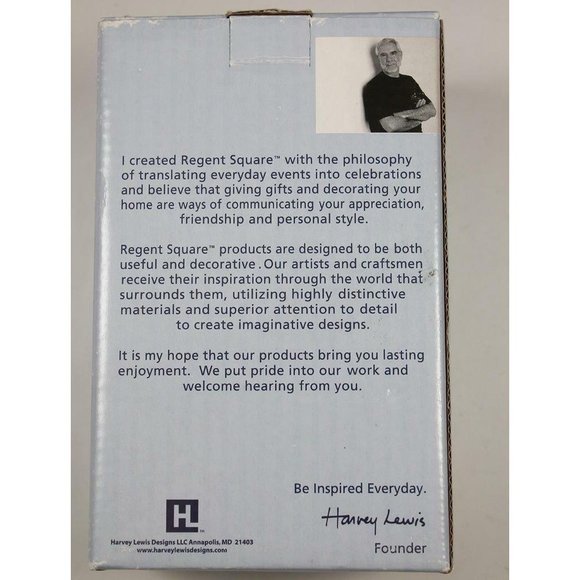 I created Regent Square™ with the philosophy
of translating everyday events into celebrations
and believe that giving gifts and decorating your
home are ways of communicating your appreciation,
friendship and personal style.
Regent Square™ products are designed to be both
useful and decorative. Our artists and craftsmen
receive their inspiration through the world that
surrounds them, utilizing highly distinctive
materials and superior attention to detail
to create imaginative designs.
It is my hope that our products bring you lasting
enjoyment. We put pride into our work and
welcome hearing from you.
Be Inspired Everyday.
Harvey Lewis
Founder
HL™
Harvey Lewis Designs LLC Annapolis, MD 21403
www.harveylewisdesigns.com